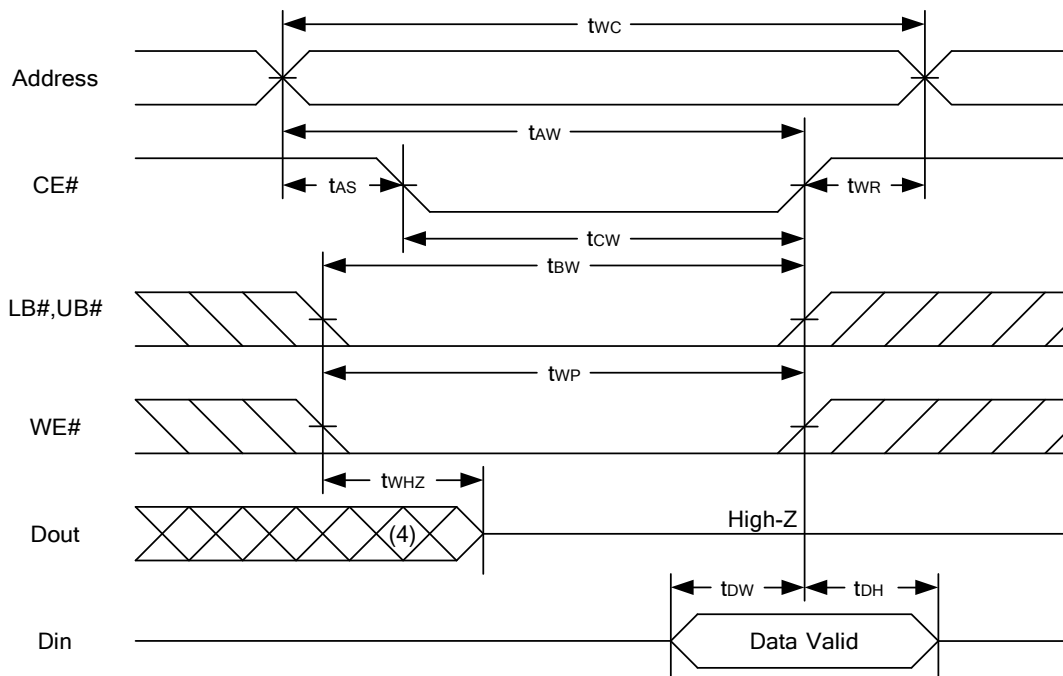 tWC
Address
tAW
CE#
tAS
tWR
tCW
tBW
LB#,UB#
tWP
WE#
tWHZ
Dout
(4)
High-Z
tDW
tDH
Din
Data Valid